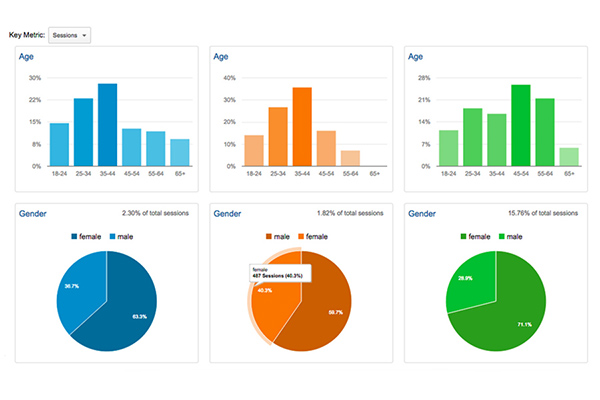 Key Metric: Sessions
Age
30%
22%
15%
8%
0%
18-24 25-34 35-44 45-54 55-64 65+
Age
40%
30%
20%
10%
0%
18-24 25-34 35-44 45-54 55-64 65+
Age
28%
21%
14%
7%
0%
18-24 25-34 35-44 45-54 55-64 65+
Gender 2.30% of total sessions
female male
36.7%
63.3%
Gender 1.82% of total sessions
male female
female
487 Sessions (40.3%)
40.3%
59.7%
Gender 15.76% of total sessions
female male
28.9%
71.1%